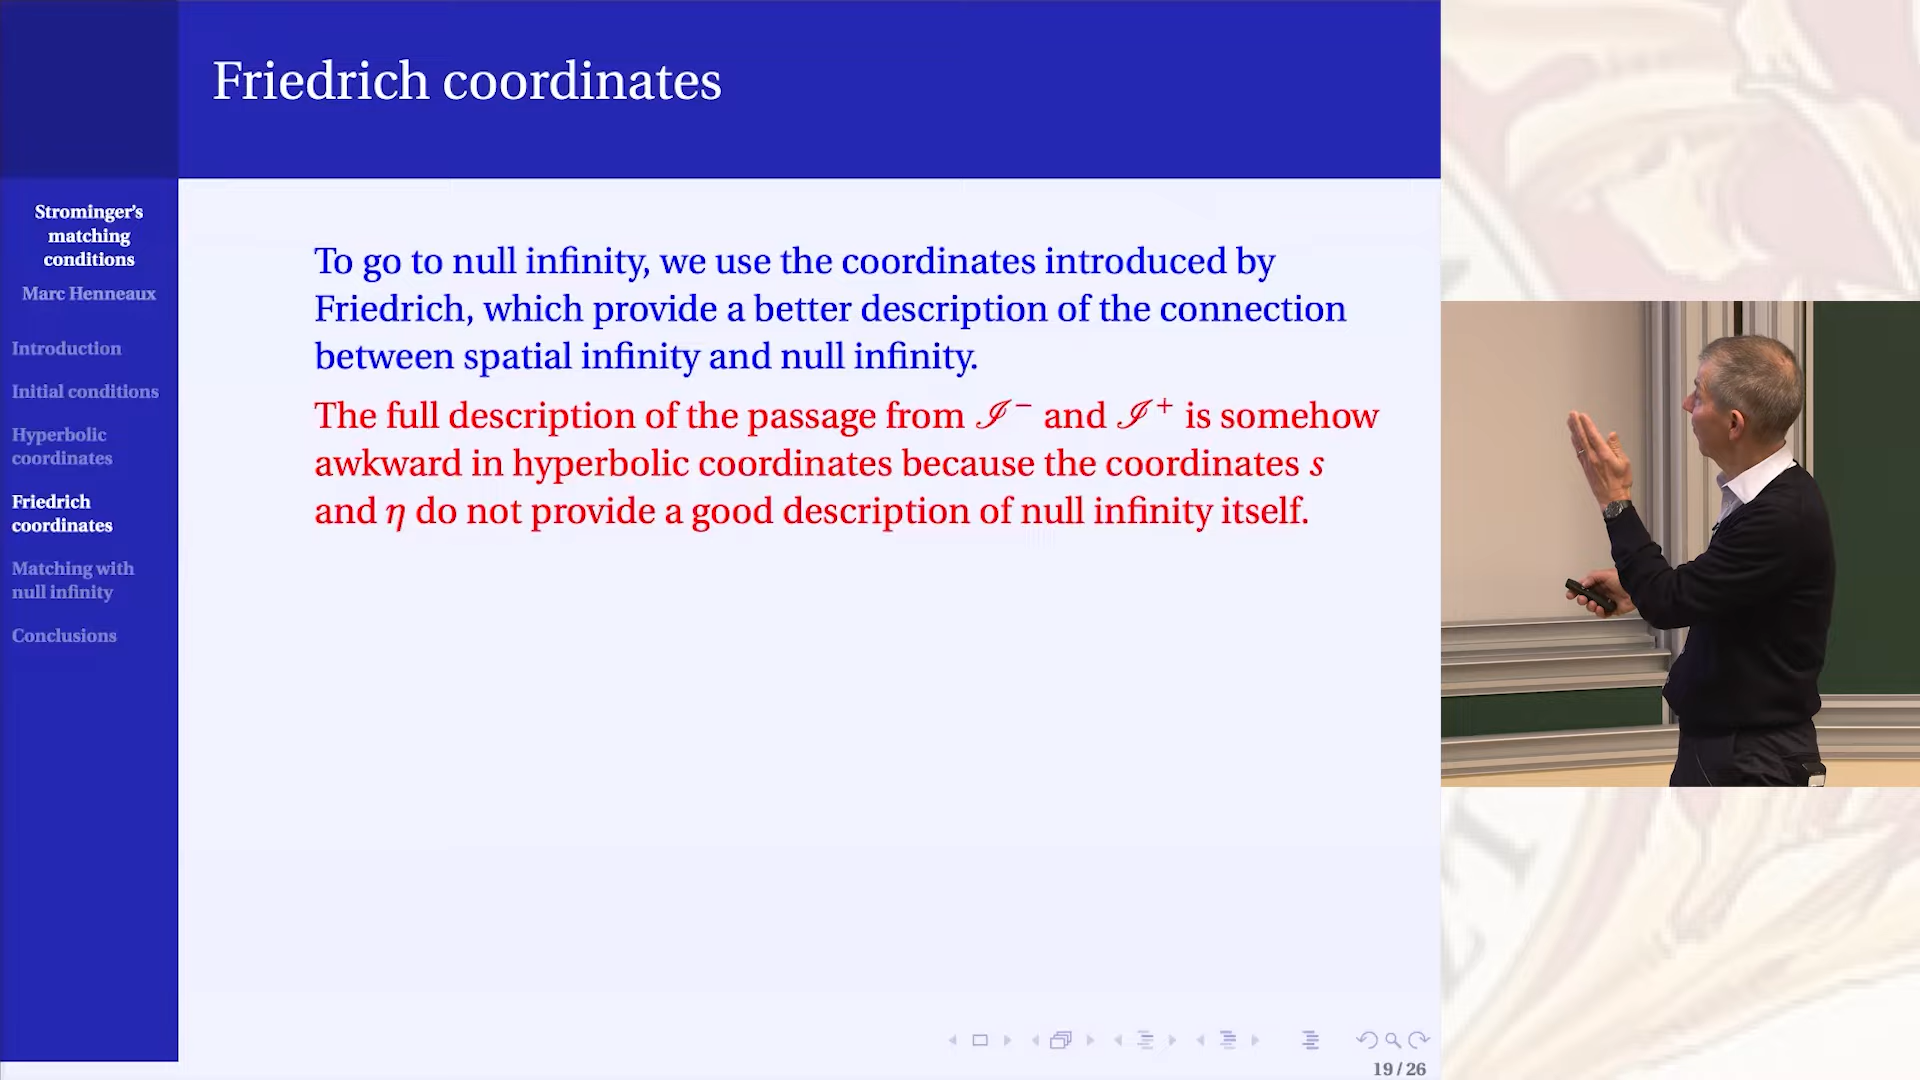 Friedrich coordinates
Strominger's
matching
conditions
Marc Henneaux
Introduction
Initial conditions
Hyperbolic
coordinates
Friedrich
coordinates
Matching with
null infinity
Conclusions
To go to null infinity, we use the coordinates introduced by
Friedrich, which provide a better description of the connection
between spatial infinity and null infinity.
The full description of the passage from ℐ⁻ and ℐ⁺ is somehow
awkward in hyperbolic coordinates because the coordinates s
and η do not provide a good description of null infinity itself.
19 / 26